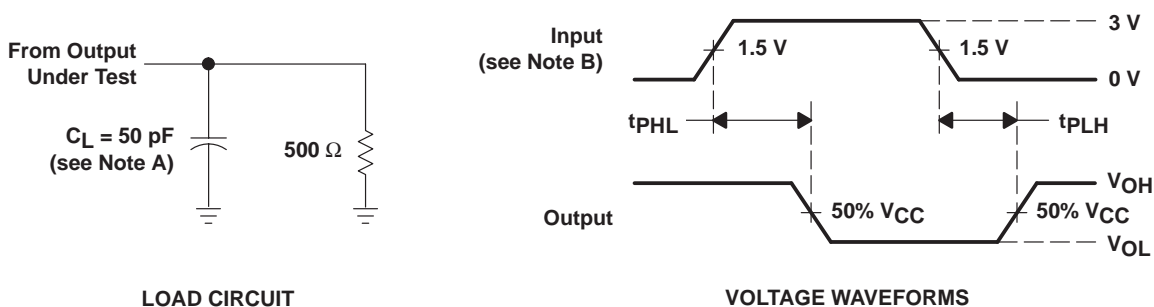 From Output
Under Test
CL = 50 pF
(see Note A)
500 Ω
LOAD CIRCUIT
Input
(see Note B)
1.5 V
1.5 V
3 V
0 V
tPHL
tPLH
Output
50% VCC
50% VCC
VOH
VOL
VOLTAGE WAVEFORMS